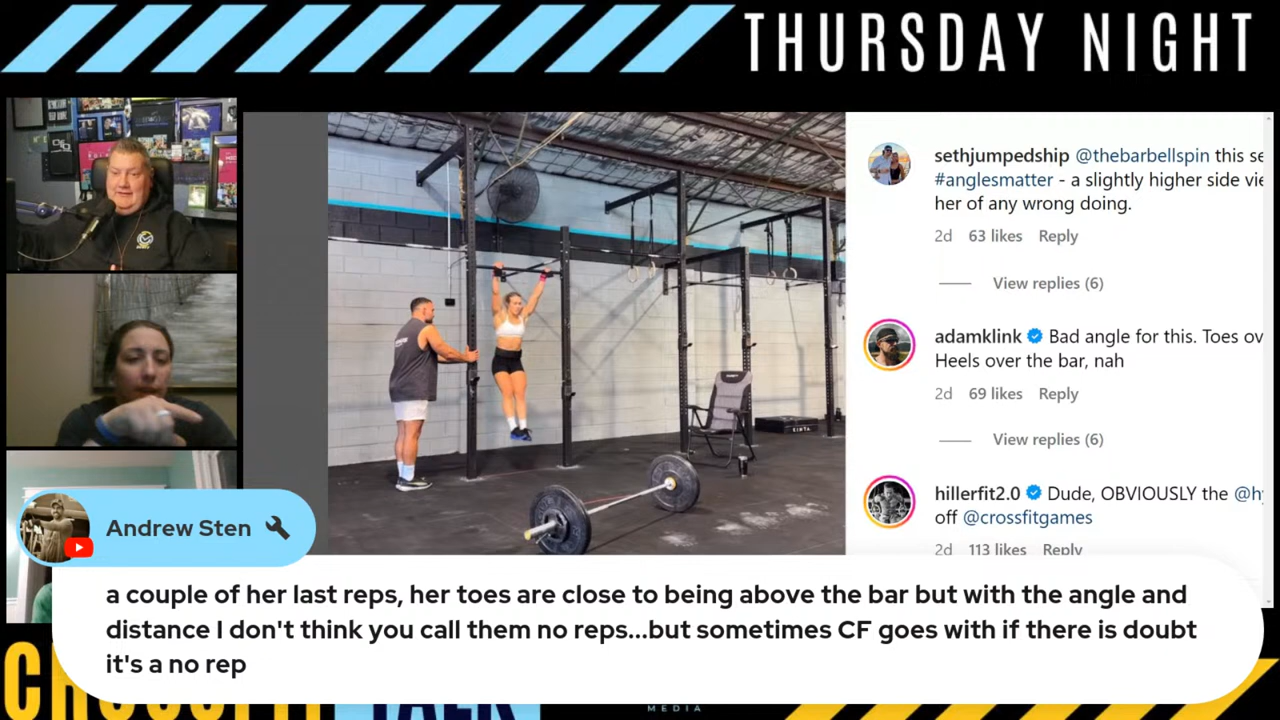 THURSDAY NIGHT
sethjumpedship @thebarbellspin this se
#anglesmatter - a slightly higher side vie
her of any wrong doing.
2d 63 likes Reply
View replies (6)
adamklink Bad angle for this. Toes ov
Heels over the bar, nah
2d 69 likes Reply
View replies (6)
hillerfit2.0 Dude, OBVIOUSLY the @hy
off @crossfitgames
2d 113 likes Reply
Andrew Sten
a couple of her last reps, her toes are close to being above the bar but with the angle and
distance I don't think you call them no reps...but sometimes CF goes with if there is doubt
it's a no rep
MEDIA